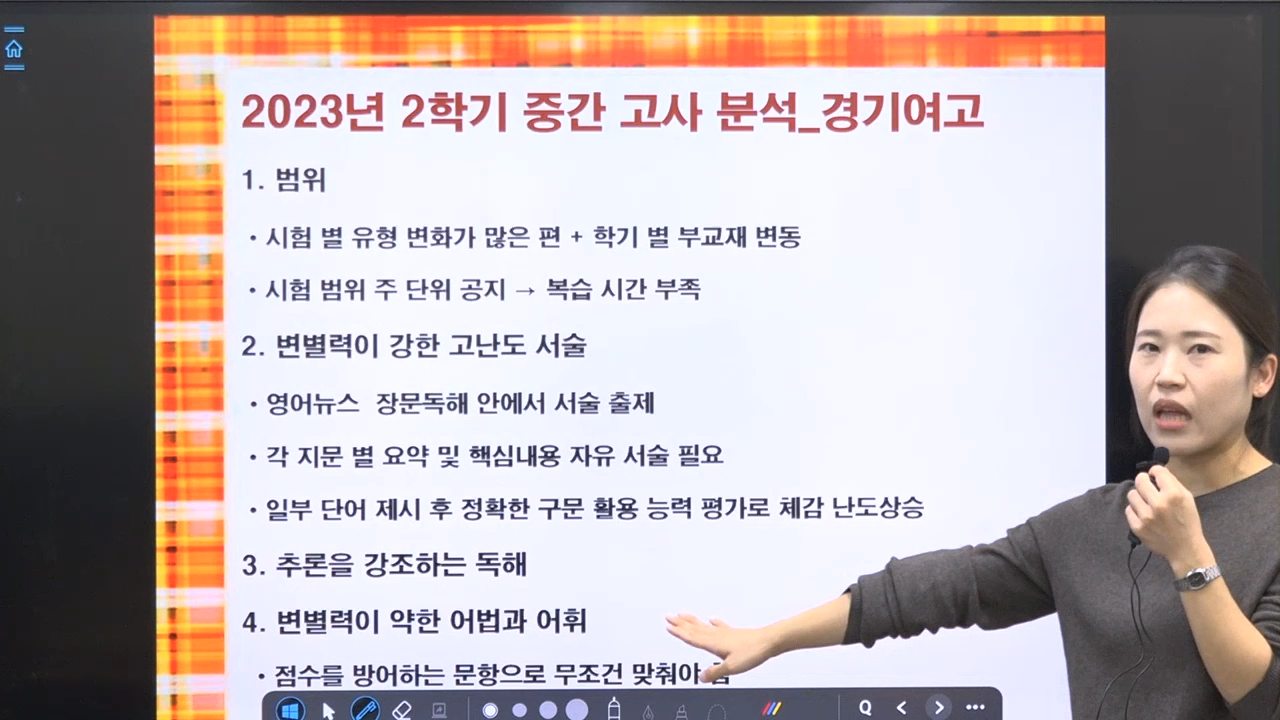 2023년 2학기 중간 고사 분석_경기여고
1. 범위
• 시험 별 유형 변화가 많은 편 + 학기 별 부교재 변동
• 시험 범위 주 단위 공지 → 복습 시간 부족
2. 변별력이 강한 고난도 서술
• 영어뉴스 장문독해 안에서 서술 출제
• 각 지문 별 요약 및 핵심내용 자유 서술 필요
• 일부 단어 제시 후 정확한 구문 활용 능력 평가로 체감 난도상승
3. 추론을 강조하는 독해
4. 변별력이 약한 어법과 어휘
• 점수를 방어하는 문항으로 무조건 맞춰야